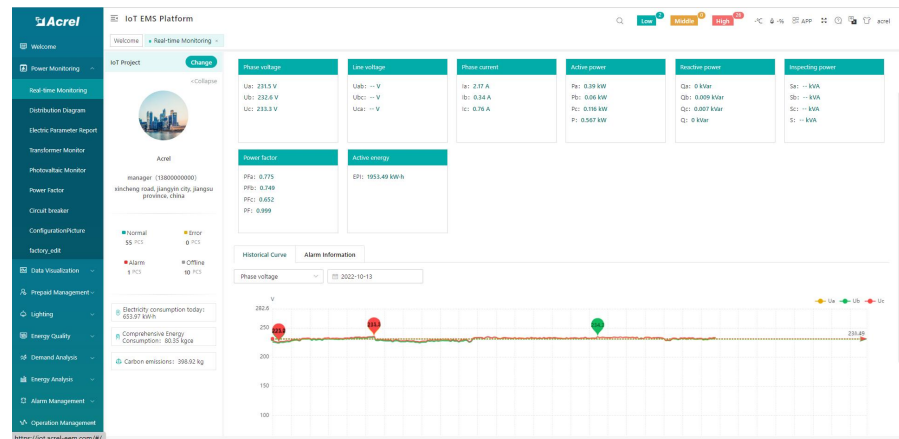 Acrel
IoT EMS Platform
Low 2
Middle 0
High 28
-℃
-%
APP
acrel
Welcome
Real-time Monitoring
Welcome
Power Monitoring
Real-time Monitoring
Distribution Diagram
Electric Parameter Report
Transformer Monitor
Photovaltaic Monitor
Power Factor
Circuit breaker
ConfigurationPicture
factory_edit
Data Visualization
Prepaid Management
Lighting
Energy Quality
Demand Analysis
Energy Analysis
Alarm Management
Operation Management
IoT Project
Change
<Collapse
Acrel
manager (13800000000)
xincheng road, jiangyin city, jiangsu
province, china
Normal
55 PCS
Error
0 PCS
Alarm
1 PCS
Offline
10 PCS
Electricity consumption today:
653.97 kW·h
Comprehensive Energy
Consumption: 80.35 kgce
Carbon emissions: 398.92 kg
Phase voltage
Ua: 231.5 V
Ub: 232.6 V
Uc: 233.3 V
Line voltage
Uab: -- V
Ubc: -- V
Uca: -- V
Phase current
Ia: 2.17 A
Ib: 0.34 A
Ic: 0.76 A
Active power
Pa: 0.39 kW
Pb: 0.06 kW
Pc: 0.116 kW
P: 0.567 kW
Reactive power
Qa: 0 kVar
Qb: 0.009 kVar
Qc: 0.007 kVar
Q: 0 kVar
Inspecting power
Sa: -- kVA
Sb: -- kVA
Sc: -- kVA
S: -- kVA
Power factor
PFa: 0.775
PFb: 0.749
PFc: 0.652
PF: 0.999
Active energy
EPI: 1953.49 kW·h
Historical Curve
Alarm Information
Phase voltage
2022-10-13
V
Ua
Ub
Uc
282.6
250
200
150
100
233.49
https://iot.acrel-eem.com/#/